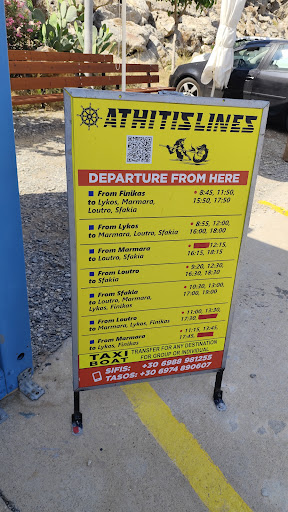 ATHITISLINES
DEPARTURE FROM HERE
From Finikas
to Lykos, Marmara,
Loutro, Sfakia
* 8:45, 11:50,
15:50, 17:50
From Lykos
to Marmara, Loutro, Sfakia
* 8:55, 12:00,
16:00, 18:00
From Marmara
to Loutro, Sfakia
* 12:15,
16:15, 18:15
From Loutro
to Sfakia
* 9:20, 12:30,
16:30, 18:30
From Sfakia
to Loutro, Marmara,
Lykos, Finikas
* 10:30, 13:00,
17:00, 19:00
From Loutro
to Marmara, Lykos, Finikas
* 11:00, 13:30,
17:30
From Marmara
to Lykos, Finikas
* 11:15, 13:45,
17:45
TAXI
BOAT
TRANSFER FOR ANY DESTINATION
FOR GROUP OR INDIVIDUAL
SIFIS: +30 6988 981255
TASOS: +30 6974 890607